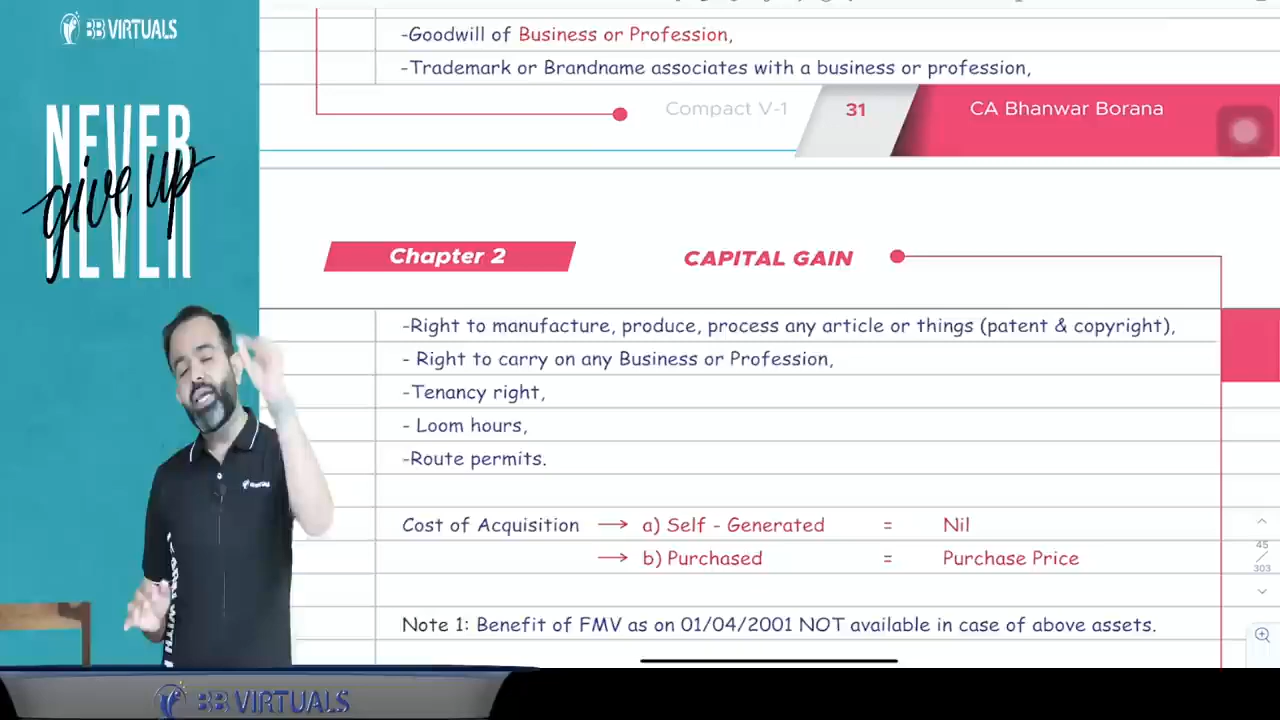 BB VIRTUALS
NEVER
give up
NEVER
-Goodwill of Business or Profession,
-Trademark or Brandname associates with a business or profession,
Compact V-1
31
CA Bhanwar Borana
Chapter 2
CAPITAL GAIN
-Right to manufacture, produce, process any article or things (patent & copyright),
- Right to carry on any Business or Profession,
-Tenancy right,
- Loom hours,
-Route permits.
Cost of Acquisition → a) Self - Generated = Nil
→ b) Purchased = Purchase Price
Note 1: Benefit of FMV as on 01/04/2001 NOT available in case of above assets.
45
303
BB VIRTUALS